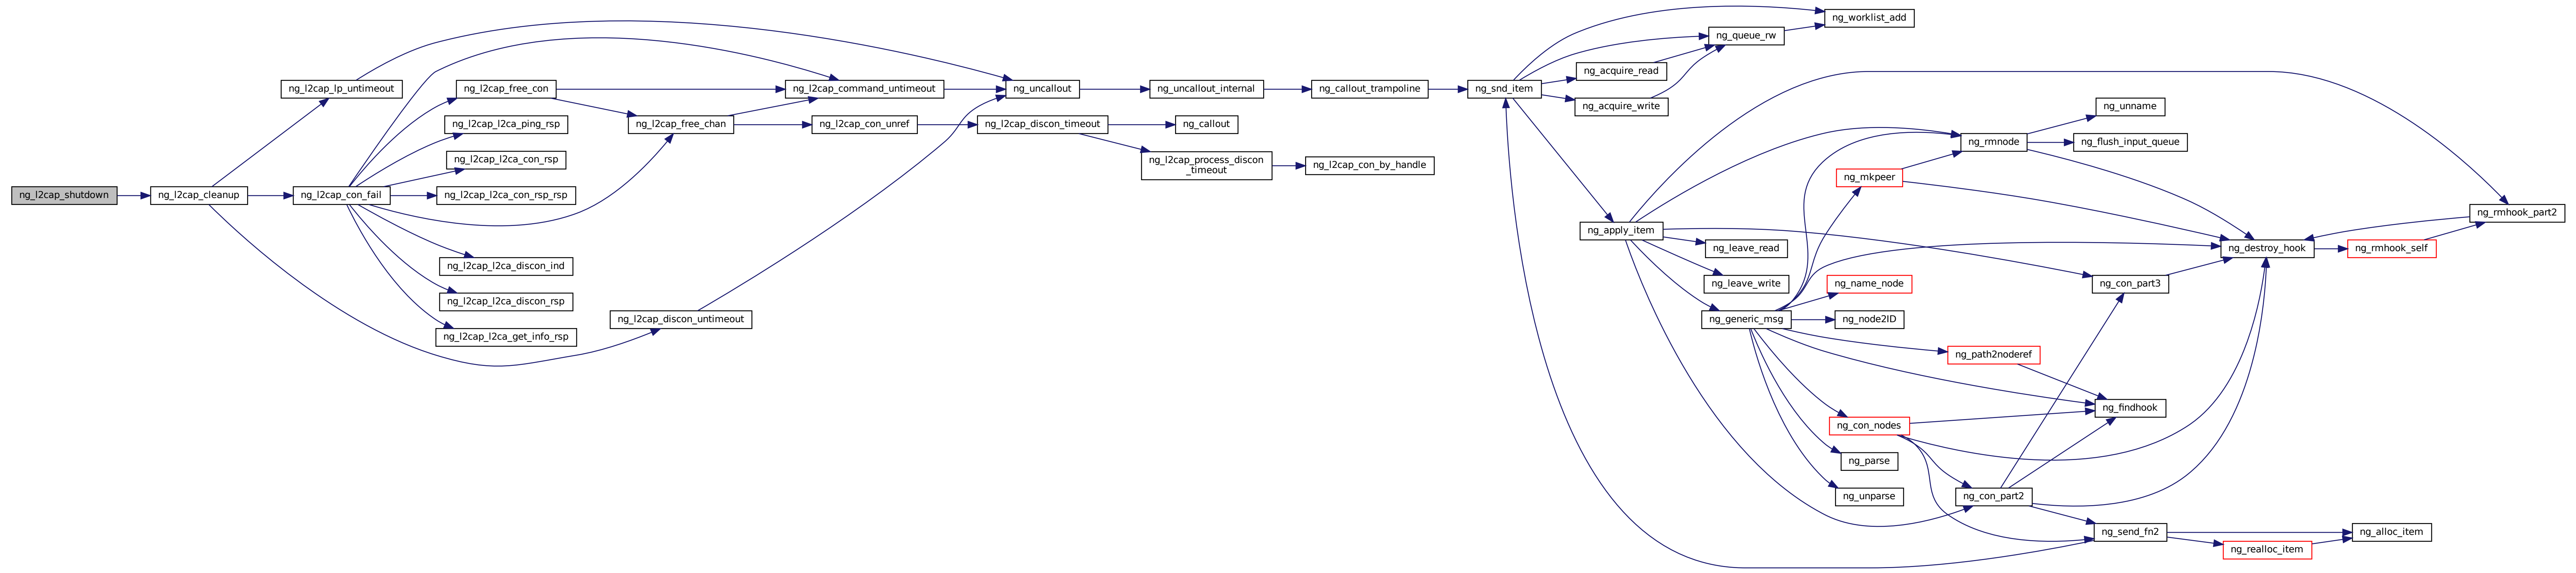 ng_l2cap_shutdown
ng_l2cap_cleanup
ng_l2cap_lp_untimeout
ng_l2cap_con_fail
ng_l2cap_free_con
ng_l2cap_l2ca_ping_rsp
ng_l2cap_l2ca_con_rsp
ng_l2cap_l2ca_con_rsp_rsp
ng_l2cap_l2ca_discon_ind
ng_l2cap_l2ca_discon_rsp
ng_l2cap_l2ca_get_info_rsp
ng_l2cap_free_chan
ng_l2cap_discon_untimeout
ng_l2cap_command_untimeout
ng_l2cap_con_unref
ng_uncallout
ng_l2cap_discon_timeout
ng_uncallout_internal
ng_callout
ng_l2cap_process_discon
_timeout
ng_callout_trampoline
ng_l2cap_con_by_handle
ng_snd_item
ng_acquire_read
ng_acquire_write
ng_apply_item
ng_queue_rw
ng_worklist_add
ng_leave_read
ng_leave_write
ng_generic_msg
ng_mkpeer
ng_name_node
ng_node2ID
ng_path2noderef
ng_con_nodes
ng_parse
ng_unparse
ng_rmnode
ng_con_part2
ng_unname
ng_flush_input_queue
ng_con_part3
ng_findhook
ng_send_fn2
ng_destroy_hook
ng_realloc_item
ng_rmhook_self
ng_alloc_item
ng_rmhook_part2